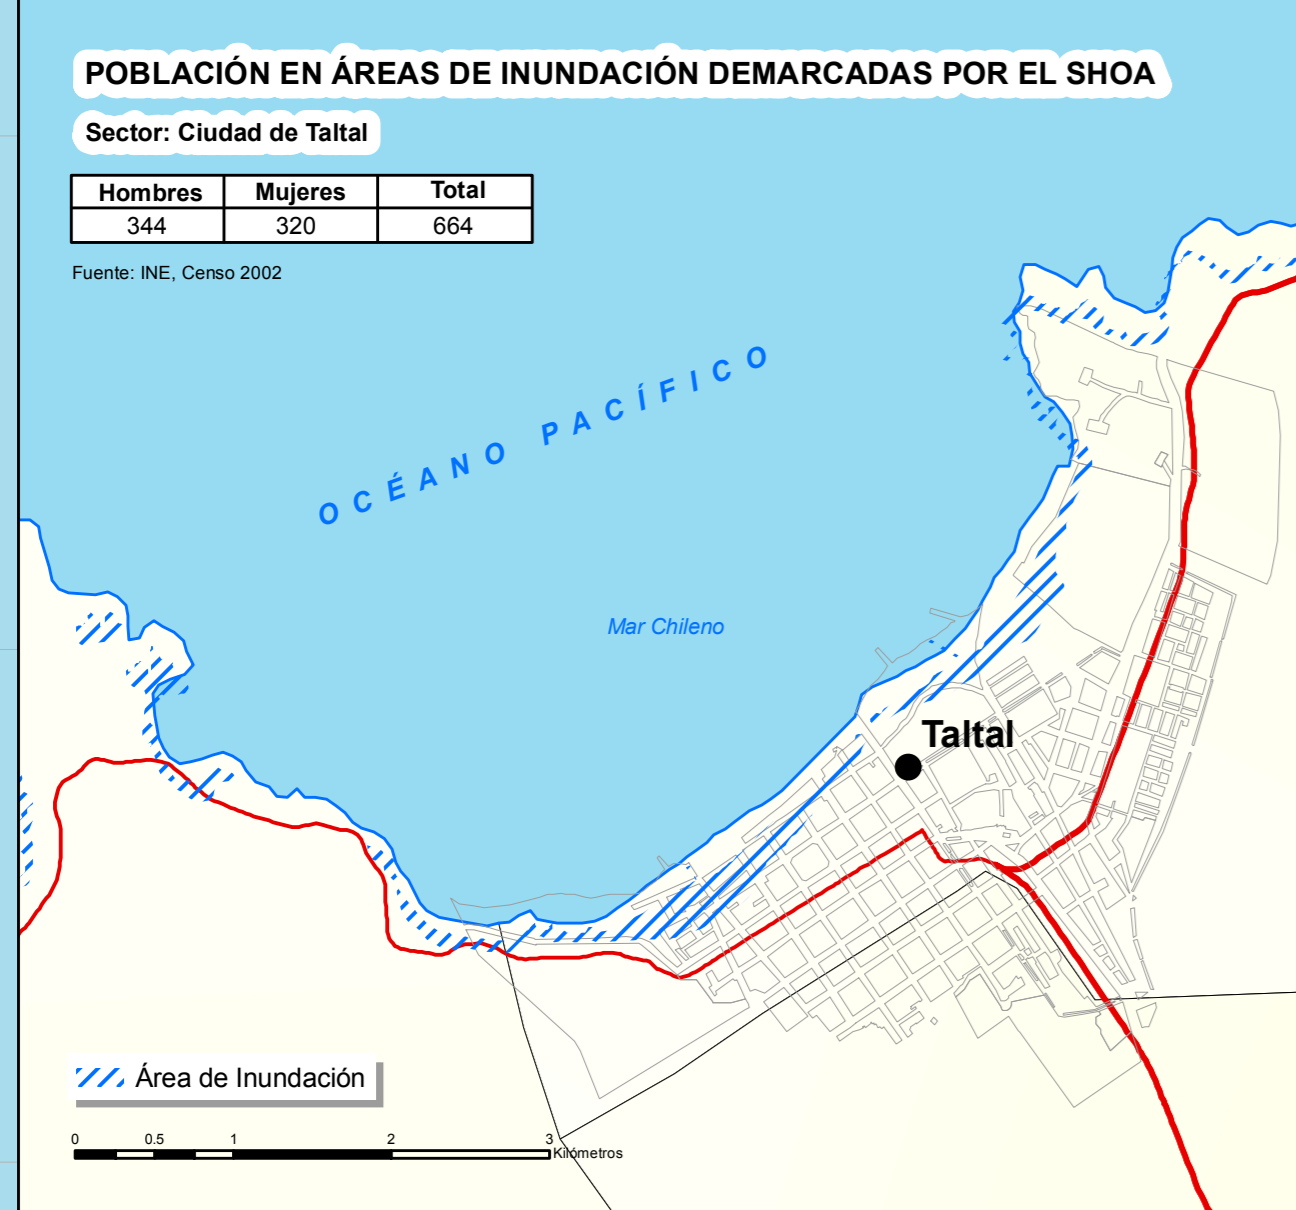 POBLACIÓN EN ÁREAS DE INUNDACIÓN DEMARCADAS POR EL SHOA
Sector: Ciudad de Taltal
Hombres Mujeres Total
344 320 664
Fuente: INE, Censo 2002
OCÉANO PACÍFICO
Mar Chileno
Taltal
Área de Inundación
0 0.5 1 2 3
Kilómetros